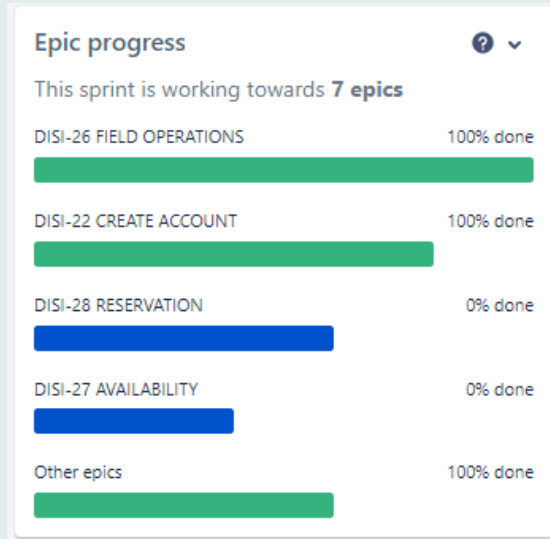 Epic progress
This sprint is working towards 7 epics
DISI-26 FIELD OPERATIONS 100% done
DISI-22 CREATE ACCOUNT 100% done
DISI-28 RESERVATION 0% done
DISI-27 AVAILABILITY 0% done
Other epics 100% done